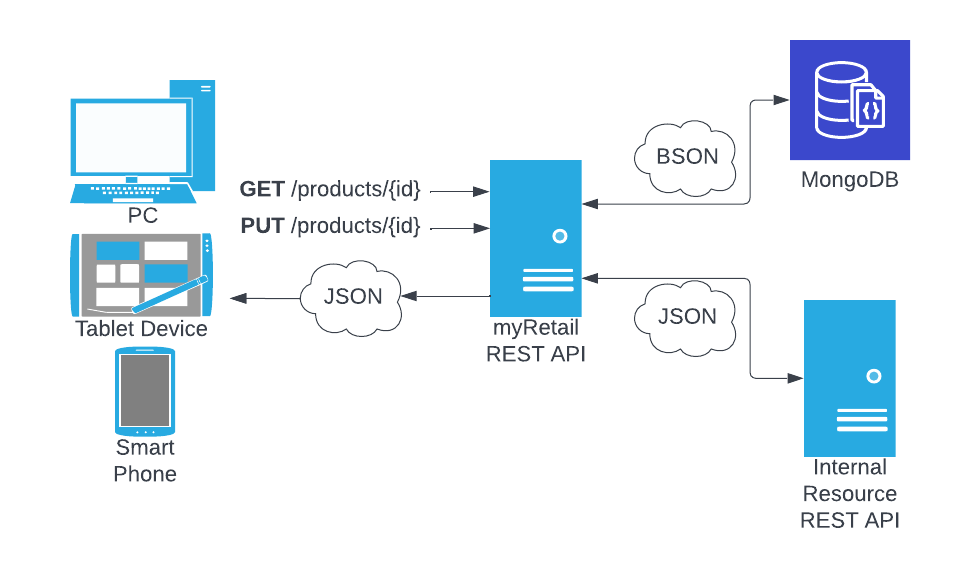 PC
Tablet Device
Smart
Phone
GET /products/{id}
PUT /products/{id}
JSON
myRetail
REST API
BSON
MongoDB
JSON
Internal
Resource
REST API